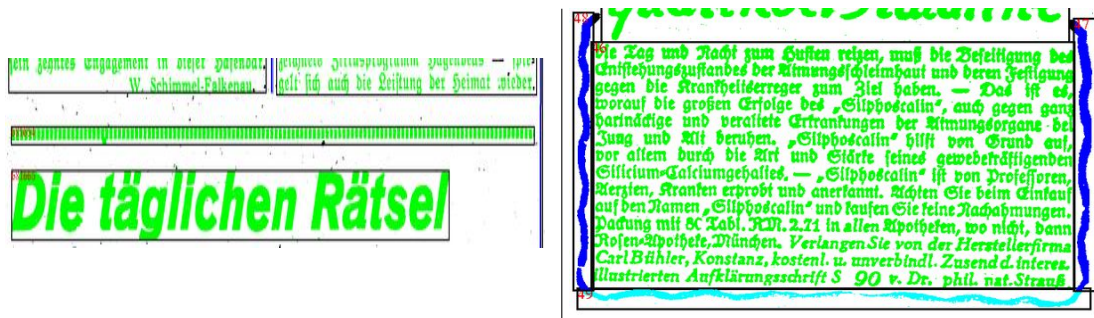 sein zehntes Engagement in dieser Hafenbar.
W. Schimmel-Falkenau.
gelt sich auch die Leistung der Heimat wieder.
Die täglichen Rätsel
48
47
46
die Tag und Nacht zum Husten reizen, muß die Beseitigung des
Entstehungszustandes der Atmungsschleimhaut und deren Festigung
gegen die Krankheitserreger zum Ziel haben. — Das ist es,
worauf die großen Erfolge des „Silphoscalin“, auch gegen ganz
hartnäckige und veraltete Erkrankungen der Atmungsorgane bei
Jung und Alt beruhen. „Silphoscalin“ hilft von Grund auf,
vor allem durch die Art und Stärke seines gewebekräftigenden
Silicium-Calciumgehaltes. — „Silphoscalin“ ist von Professoren,
Aerzten, Kranken erprobt und anerkannt. Achten Sie beim Einkauf
auf den Namen „Silphoscalin“ und kaufen Sie keine Nachahmungen.
Packung mit 80 Tabl. RM. 2.71 in allen Apotheken, wo nicht, dann
Rosen-Apotheke, München. Verlangen Sie von der Herstellerfirma
Carl Bühler, Konstanz, kostenl. u. unverbindl. Zusend d. interes.
illustrierten Aufklärungsschrift S 90 v. Dr. phil. nat. Strauß
49